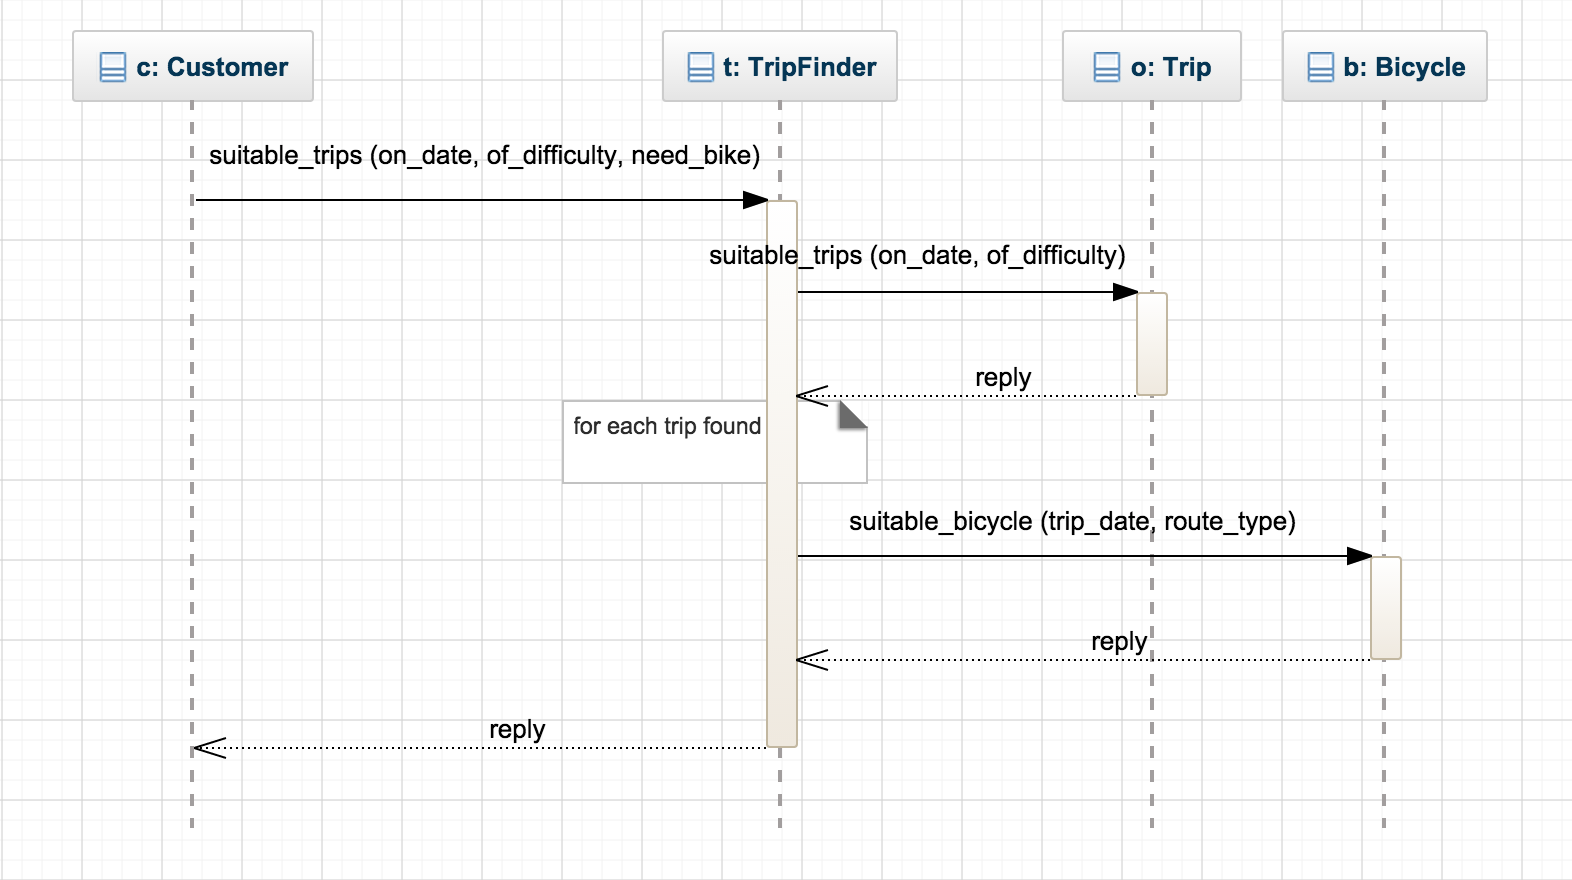 c: Customer
t: TripFinder
o: Trip
b: Bicycle
suitable_trips (on_date, of_difficulty, need_bike)
suitable_trips (on_date, of_difficulty)
reply
for each trip found
suitable_bicycle (trip_date, route_type)
reply
reply